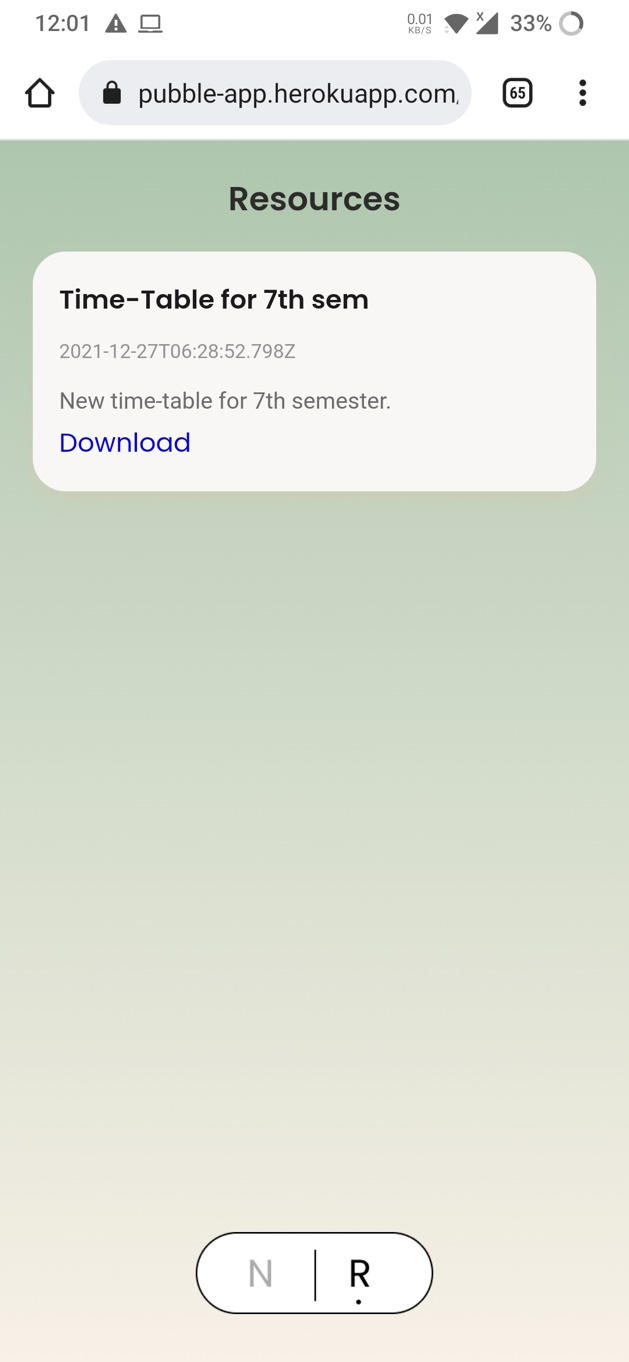 12:01
0.01
KB/S
X
33%
pubble-app.herokuapp.com
65
Resources
Time-Table for 7th sem
2021-12-27T06:28:52.798Z
New time-table for 7th semester.
Download
N | R